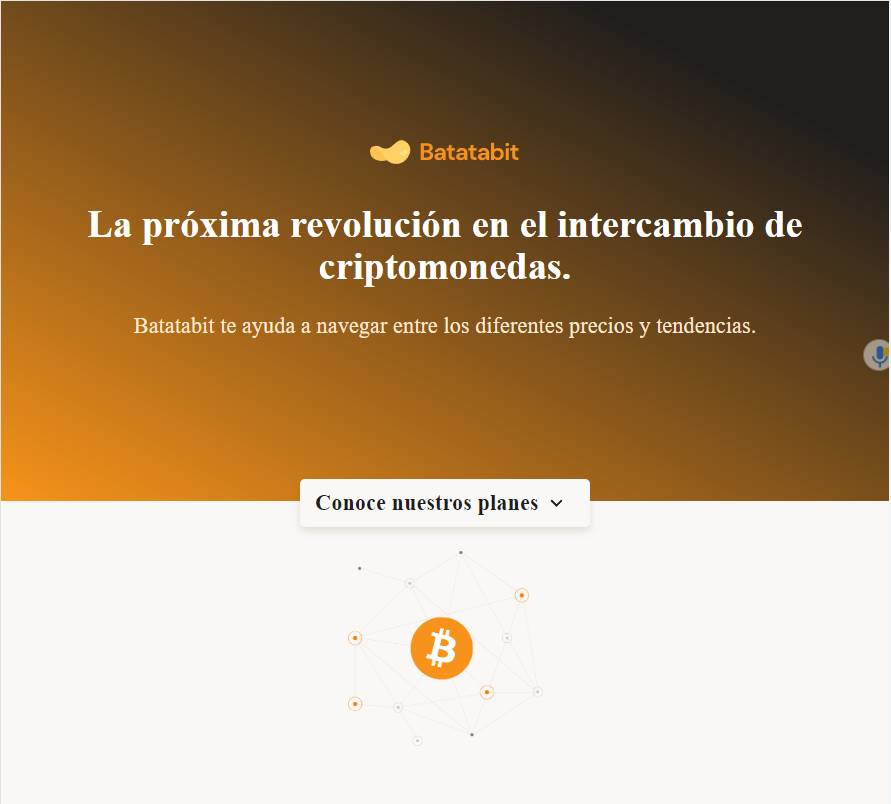 Batatabit
La próxima revolución en el intercambio de
criptomonedas.
Batatabit te ayuda a navegar entre los diferentes precios y tendencias.
Conoce nuestros planes